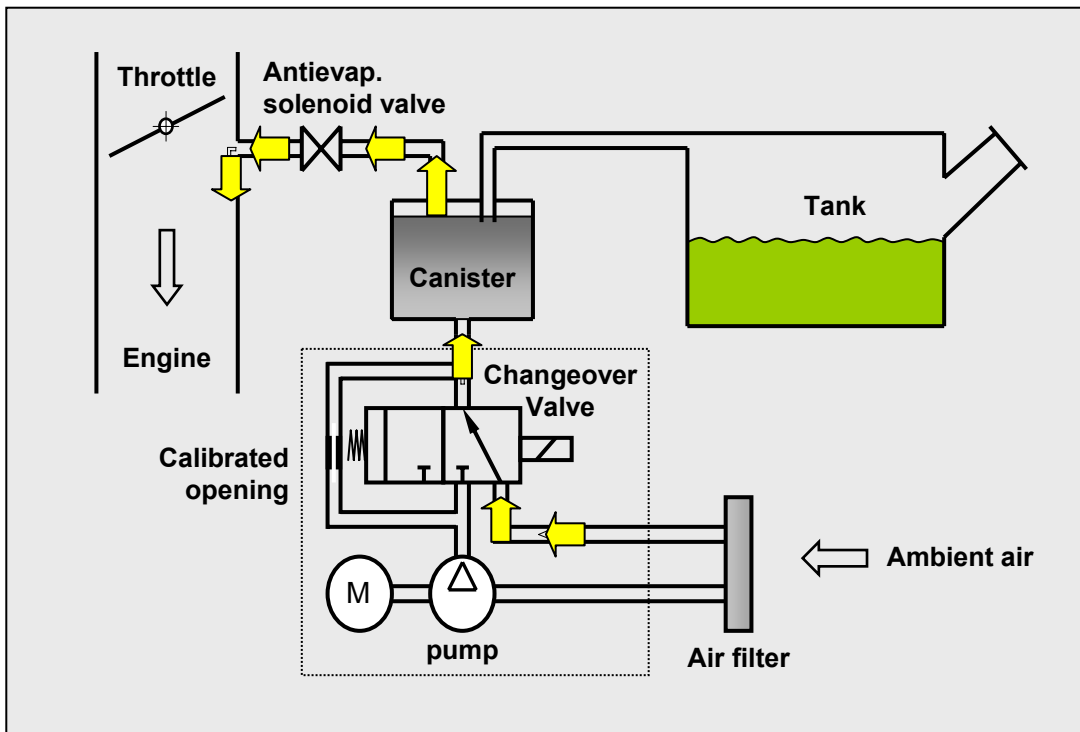 Throttle
Antievap.
solenoid valve
Tank
Canister
Engine
Changeover
Valve
Calibrated
opening
Ambient air
M
pump
Air filter